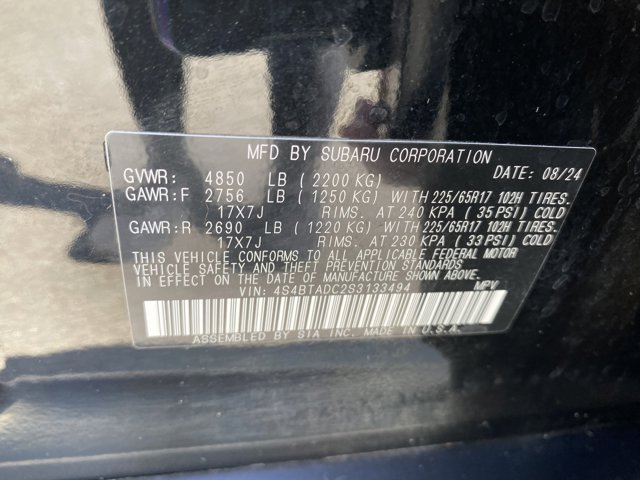 MFD BY SUBARU CORPORATION
GVWR: 4850 LB (2200 KG) DATE: 08/24
GAWR:F 2756 LB (1250 KG) WITH 225/65R17 102H TIRES.
17X7J RIMS. AT 240 KPA (35 PSI) COLD
GAWR:R 2690 LB (1220 KG) WITH 225/65R17 102H TIRES.
17X7J RIMS. AT 230 KPA (33 PSI) COLD
THIS VEHICLE CONFORMS TO ALL APPLICABLE FEDERAL MOTOR
VEHICLE SAFETY AND THEFT PREVENTION STANDARDS
IN EFFECT ON THE DATE OF MANUFACTURE SHOWN ABOVE.
VIN: 4S4BTADC2S3133494 MPV
ASSEMBLED BY SIA INC. MADE IN U.S.A.